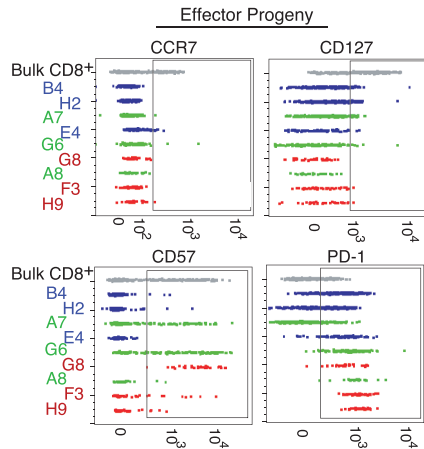 Effector Progeny
CCR7 CD127
Bulk CD8+
B4
H2
A7
E4
G6
G8
A8
F3
H9
0 10² 10³ 10⁴ 0 10³ 10⁴
CD57 PD-1
Bulk CD8+
B4
H2
A7
E4
G6
G8
A8
F3
H9
0 10³ 10⁴ 0 10³ 10⁴